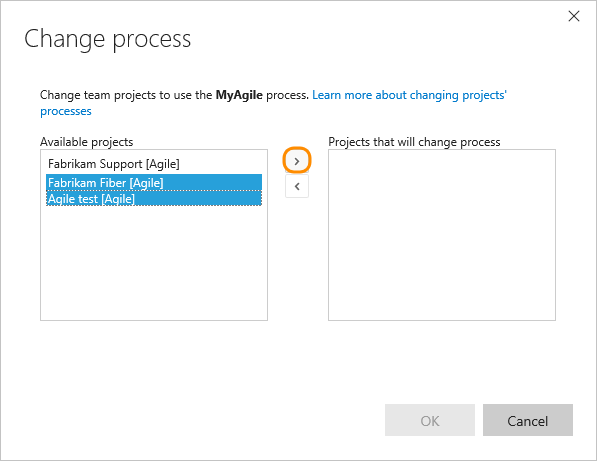 Change process
Change team projects to use the MyAgile process. Learn more about changing projects'
processes
Available projects
Projects that will change process
Fabrikam Support [Agile]
Fabrikam Fiber [Agile]
Agile test [Agile]
OK
Cancel